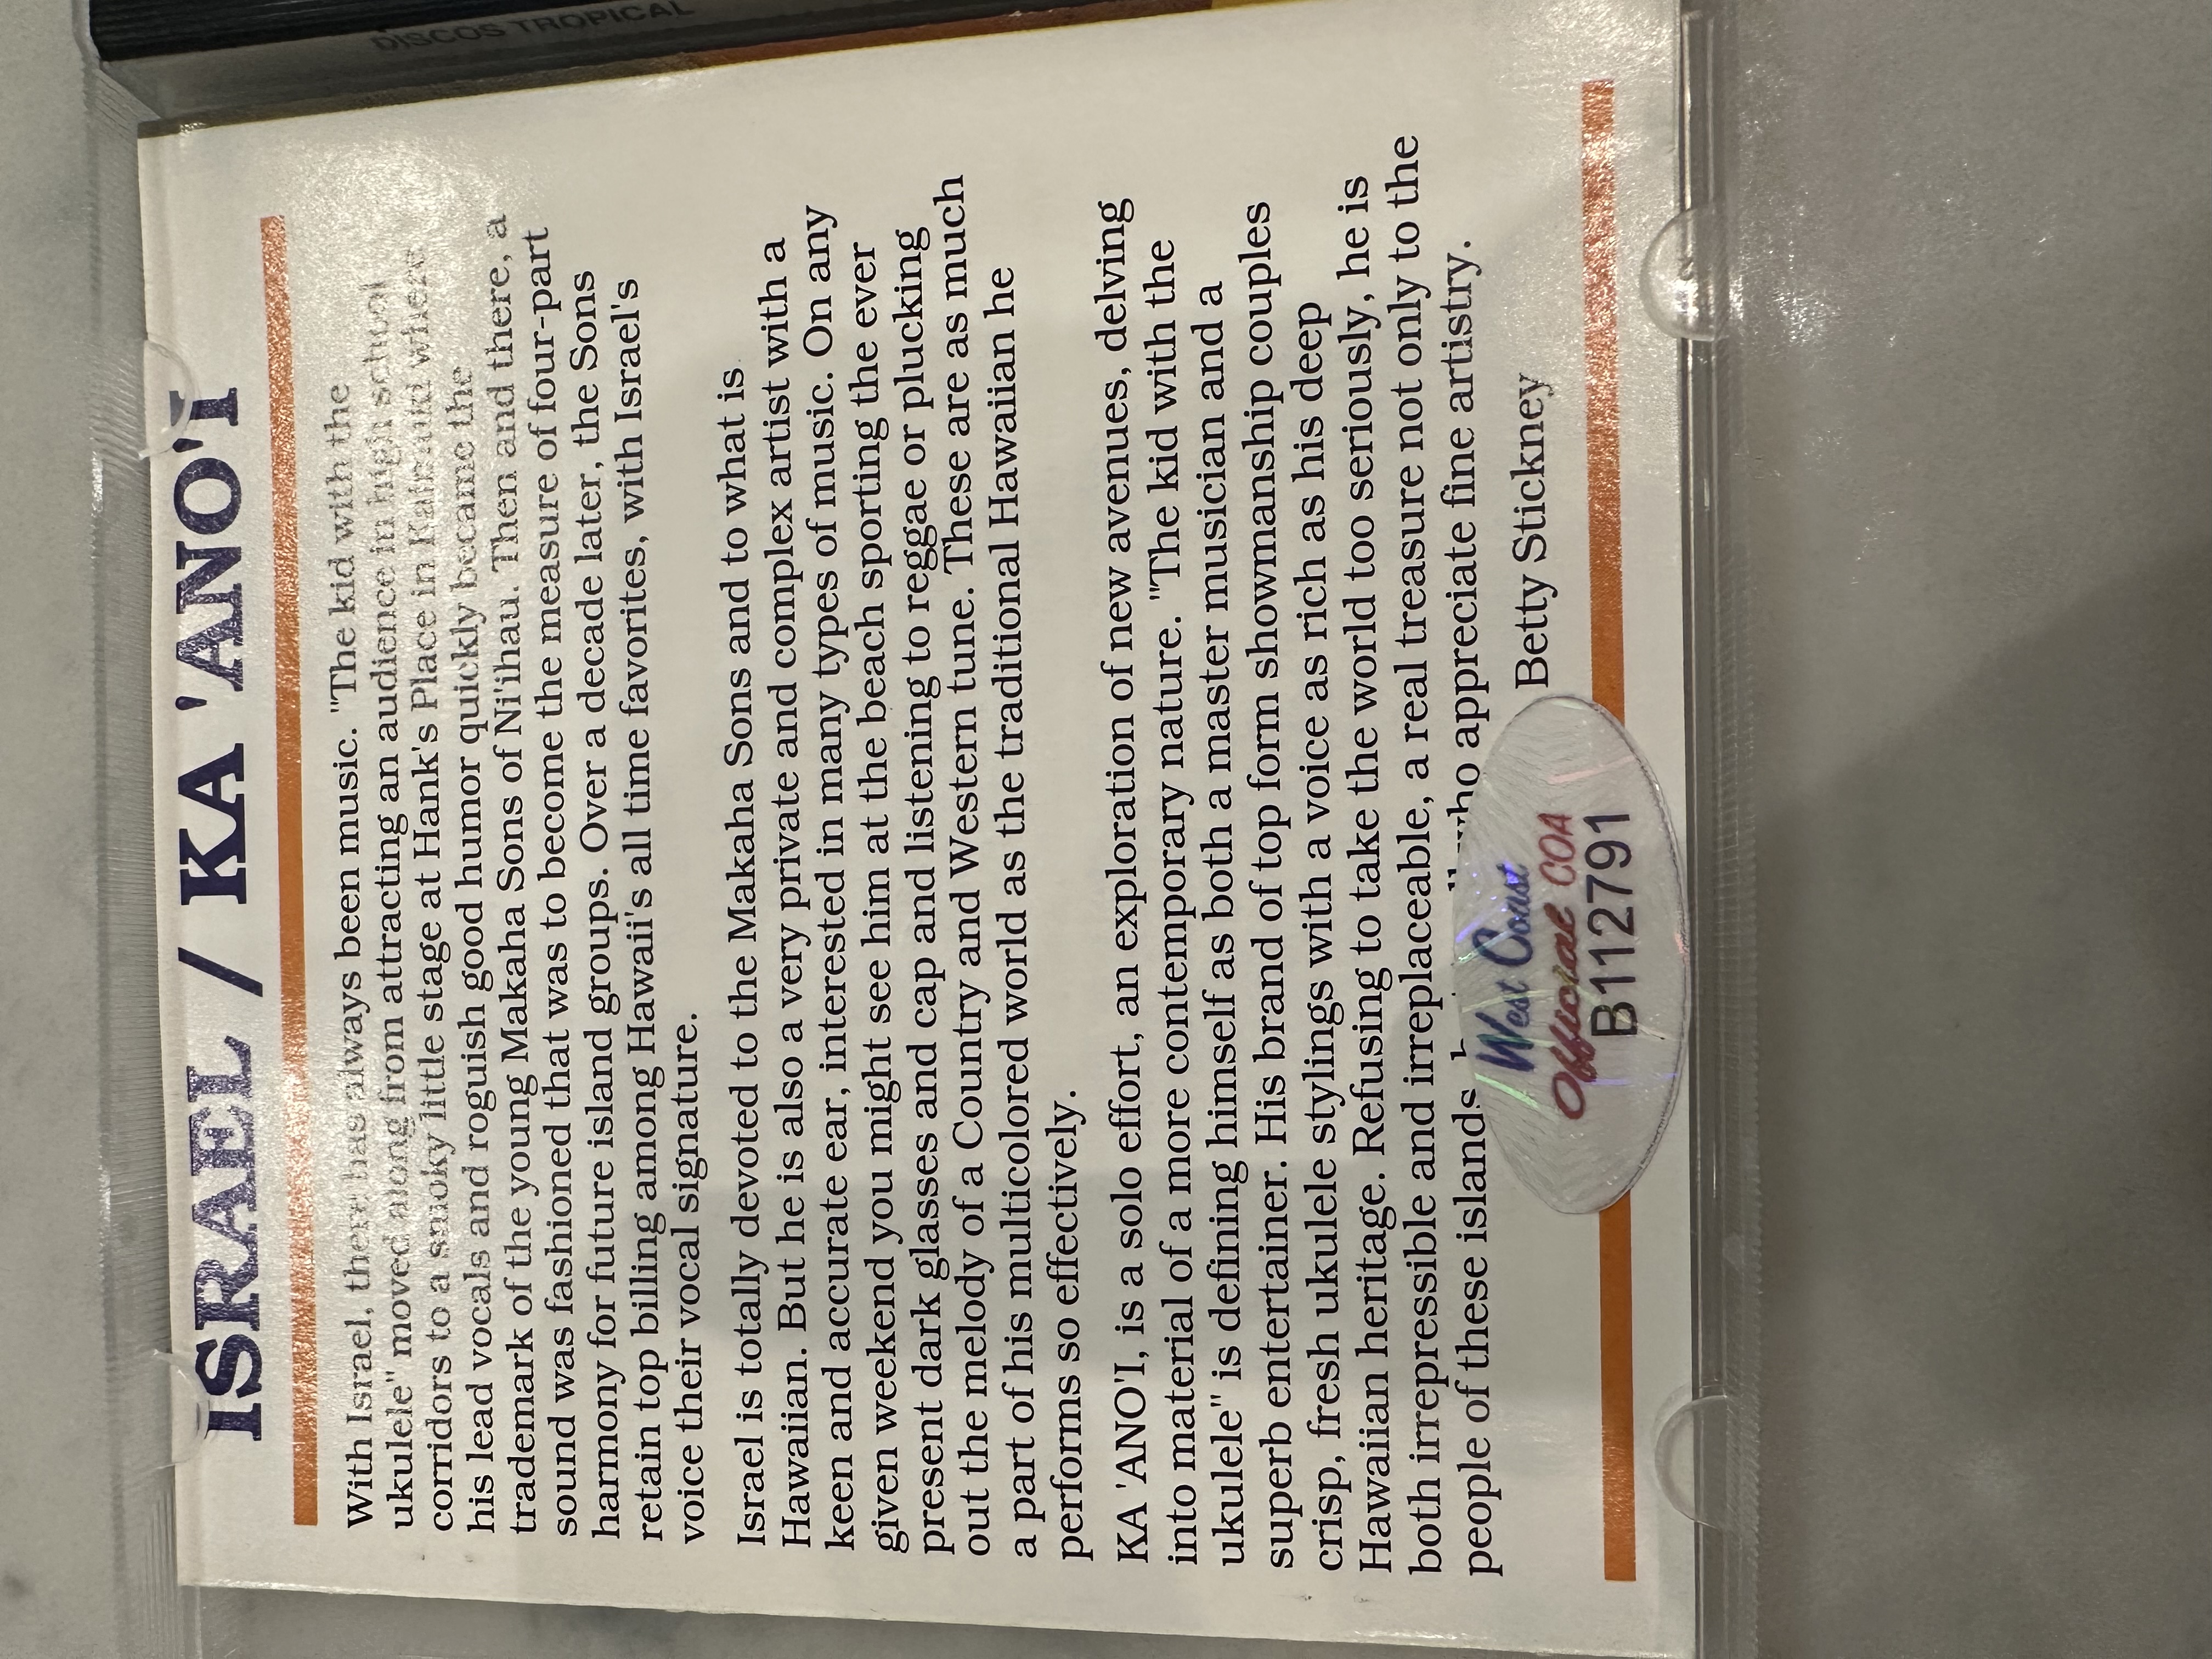 DISCOS TROPICAL
ISRAEL / KA 'ANO'I
With Israel, there has always been music. "The kid with the
ukulele" moved along from attracting an audience in high school
corridors to a smoky little stage at Hank's Place in Kaimuki where
his lead vocals and roguish good humor quickly became the
trademark of the young Makaha Sons of Ni'ihau. Then and there, a
sound was fashioned that was to become the measure of four-part
harmony for future island groups. Over a decade later, the Sons
retain top billing among Hawaii's all time favorites, with Israel's
voice their vocal signature.
Israel is totally devoted to the Makaha Sons and to what is
Hawaiian. But he is also a very private and complex artist with a
keen and accurate ear, interested in many types of music. On any
given weekend you might see him at the beach sporting the ever
present dark glasses and cap and listening to reggae or plucking
out the melody of a Country and Western tune. These are as much
a part of his multicolored world as the traditional Hawaiian he
performs so effectively.
KA 'ANO'I, is a solo effort, an exploration of new avenues, delving
into material of a more contemporary nature. "The kid with the
ukulele" is defining himself as both a master musician and a
superb entertainer. His brand of top form showmanship couples
crisp, fresh ukulele stylings with a voice as rich as his deep
Hawaiian heritage. Refusing to take the world too seriously, he is
both irrepressible and irreplaceable, a real treasure not only to the
people of these islands who appreciate fine artistry.
Betty Stickney
West Coast
Official COA
B112791